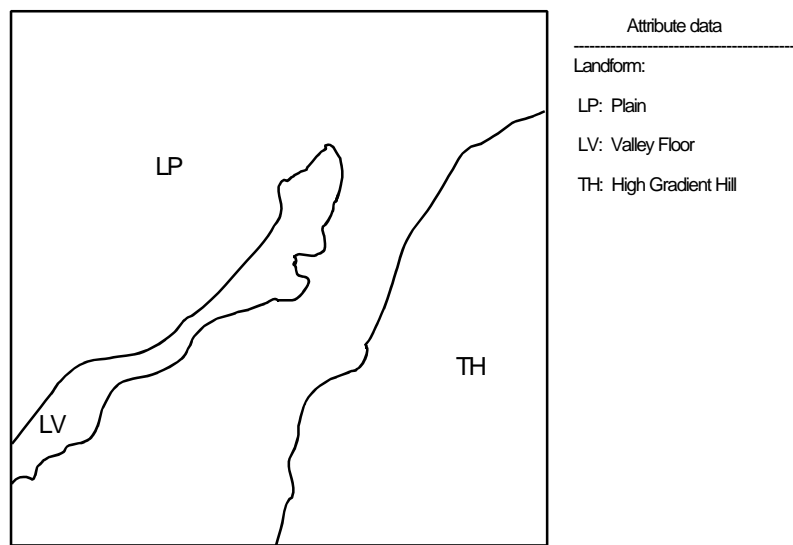 Attribute data
Landform:
LP: Plain
LV: Valley Floor
TH: High Gradient Hill
LP
TH
LV